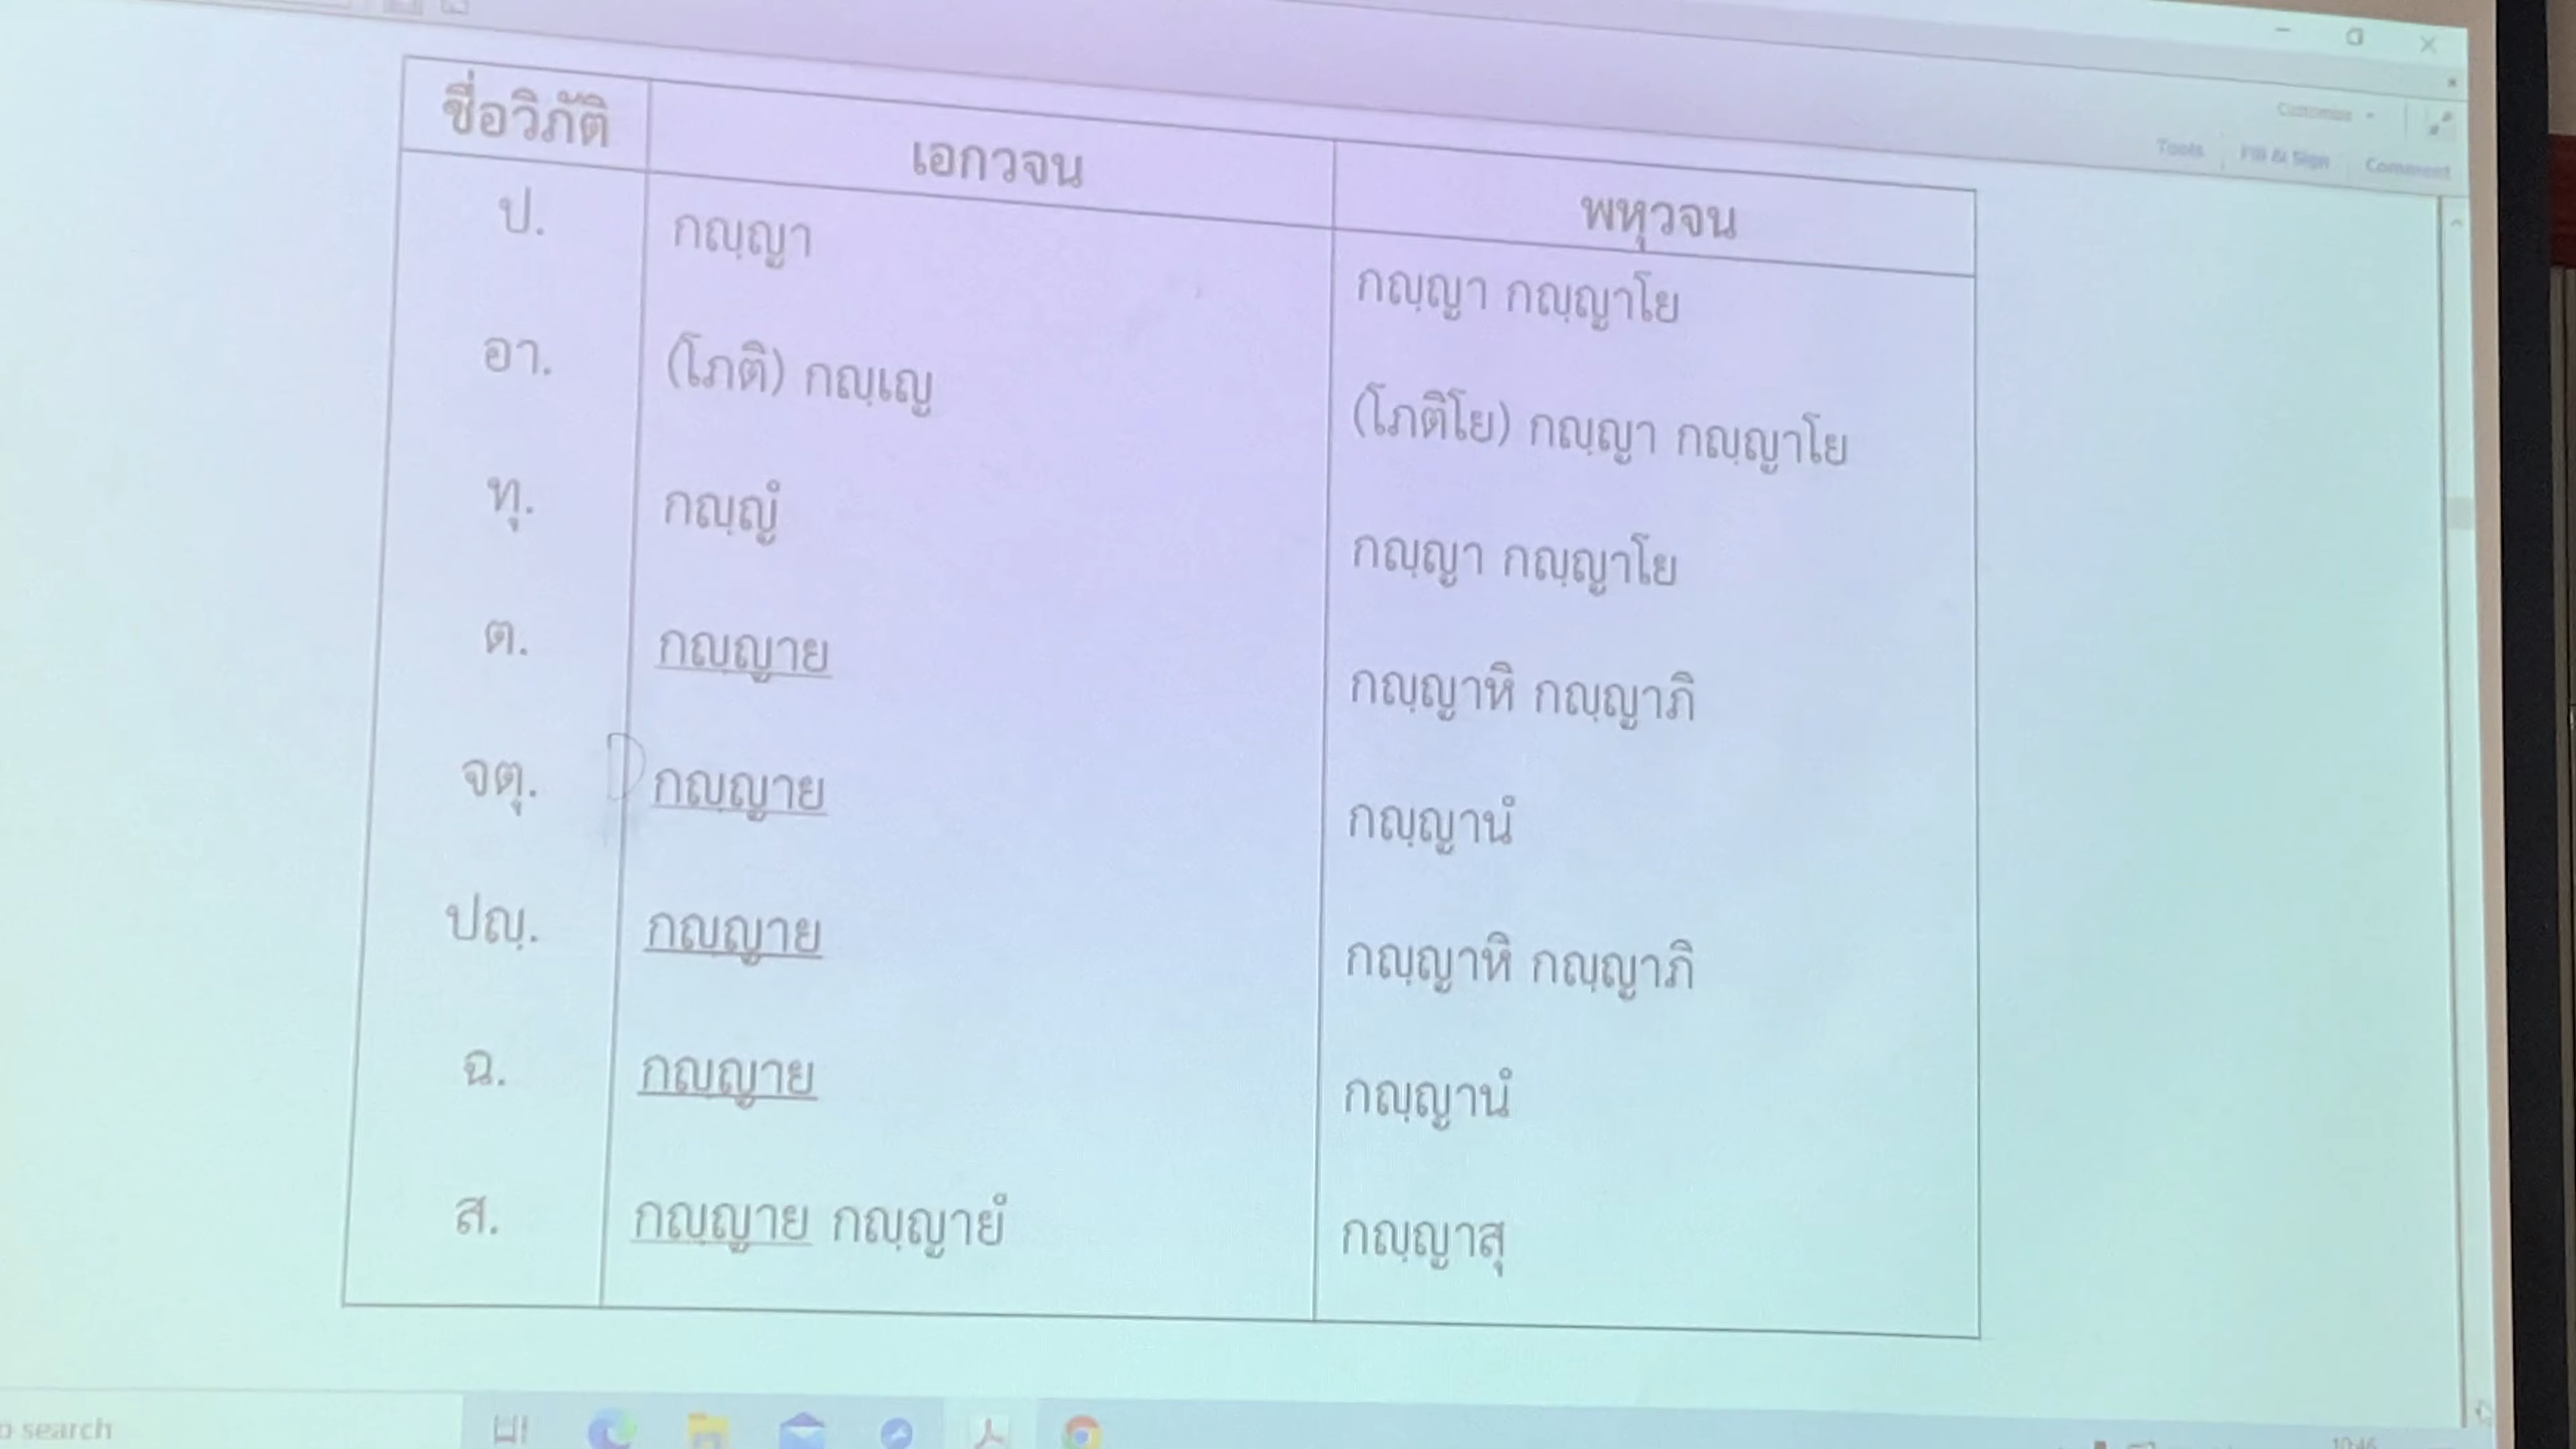 Customize
Tools Fill & Sign Comment
ชื่อวิภัติ เอกวจน พหุวจน
ป. กญฺญา กญฺญา กญฺญาโย
อา. (โภติ) กญฺเญ (โภติโย) กญฺญา กญฺญาโย
ทุ. กญฺญํ กญฺญา กญฺญาโย
ต. กญฺญาย กญฺญาหิ กญฺญาภิ
จตุ. กญฺญาย กญฺญานํ
ปญฺ. กญฺญาย กญฺญาหิ กญฺญาภิ
ฉ. กญฺญาย กญฺญานํ
ส. กญฺญาย กญฺญายํ กญฺญาสุ
search